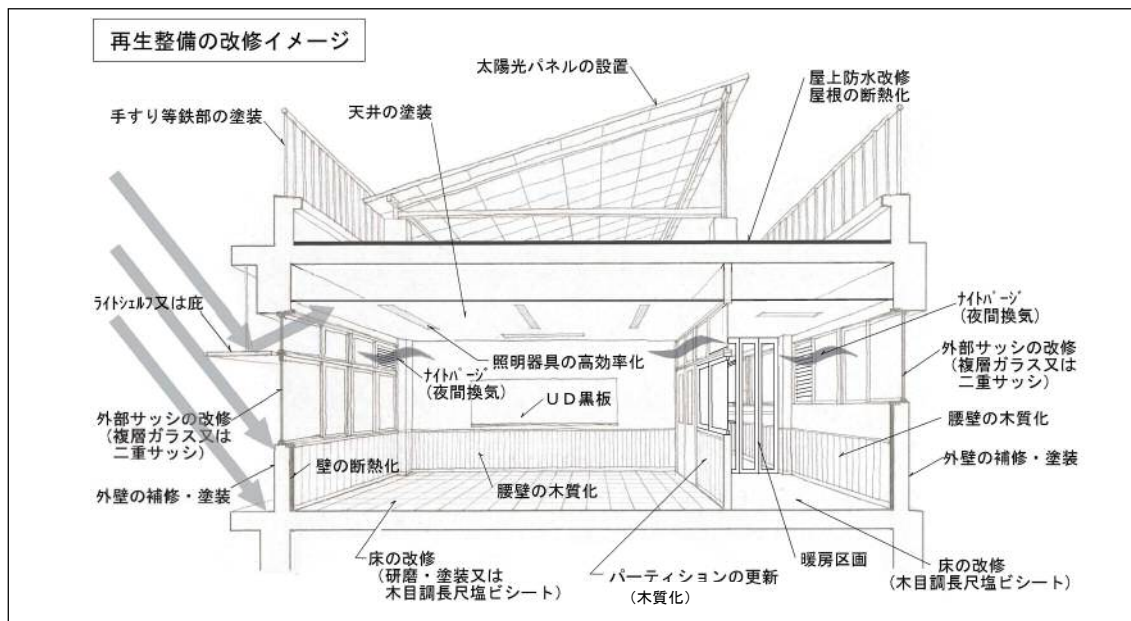 再生整備の改修イメージ
太陽光パネルの設置
屋上防水改修
屋根の断熱化
手すり等鉄部の塗装
天井の塗装
ﾗｲﾄｼｪﾙﾌ又は庇
ﾅｲﾄﾊﾟｰｼﾞ
(夜間換気)
照明器具の高効率化
ﾅｲﾄﾊﾟｰｼﾞ
(夜間換気)
ＵＤ黒板
外部サッシの改修
(複層ガラス又は
二重サッシ)
外部サッシの改修
(複層ガラス又は
二重サッシ)
腰壁の木質化
壁の断熱化
外壁の補修・塗装
腰壁の木質化
外壁の補修・塗装
床の改修
(研磨・塗装又は
木目調長尺塩ビシート)
パーティションの更新
(木質化)
暖房区画
床の改修
(木目調長尺塩ビシート)